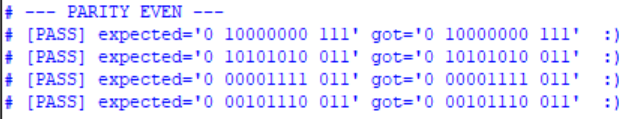 # --- PARITY EVEN ---
# [PASS] expected='0 10000000 111' got='0 10000000 111'  :)
# [PASS] expected='0 10101010 011' got='0 10101010 011'  :)
# [PASS] expected='0 00001111 011' got='0 00001111 011'  :)
# [PASS] expected='0 00101110 011' got='0 00101110 011'  :)